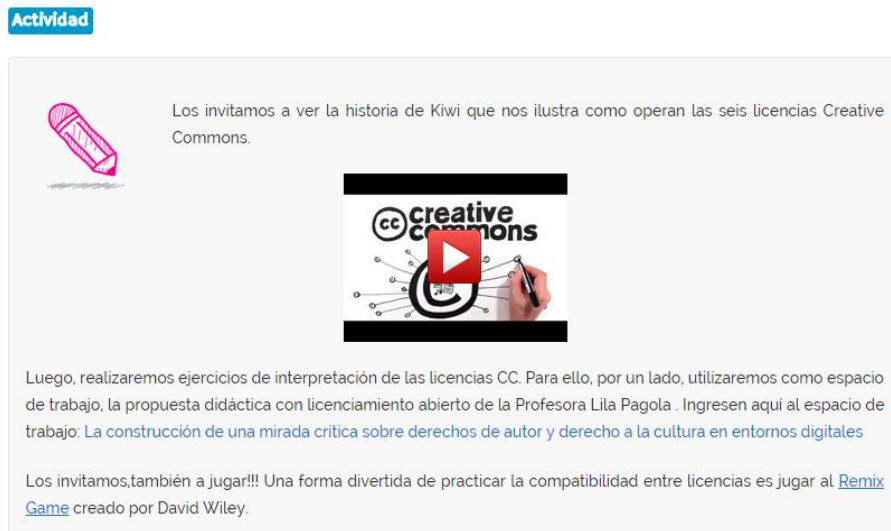 Actividad
Los invitamos a ver la historia de Kiwi que nos ilustra como operan las seis licencias Creative
Commons.
cc creative
commons
C
Luego, realizaremos ejercicios de interpretación de las licencias CC. Para ello, por un lado, utilizaremos como espacio
de trabajo, la propuesta didáctica con licenciamiento abierto de la Profesora Lila Pagola . Ingresen aquí al espacio de
trabajo: La construcción de una mirada crítica sobre derechos de autor y derecho a la cultura en entornos digitales
Los invitamos,también a jugar!!! Una forma divertida de practicar la compatibilidad entre licencias es jugar al Remix
Game creado por David Wiley.